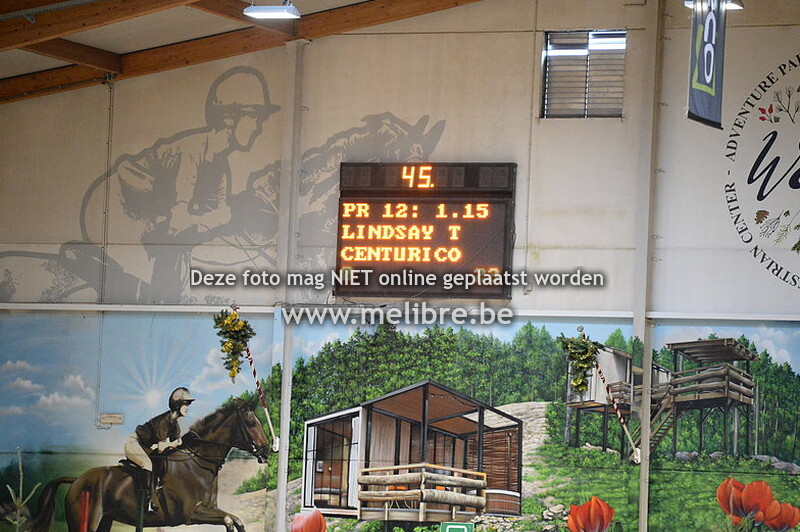 45.
PR 12: 1.15
LINDSAY T
CENTURICO
Deze foto mag NIET online geplaatst worden
www.melibre.be
CENTER - ADVENTURE
W